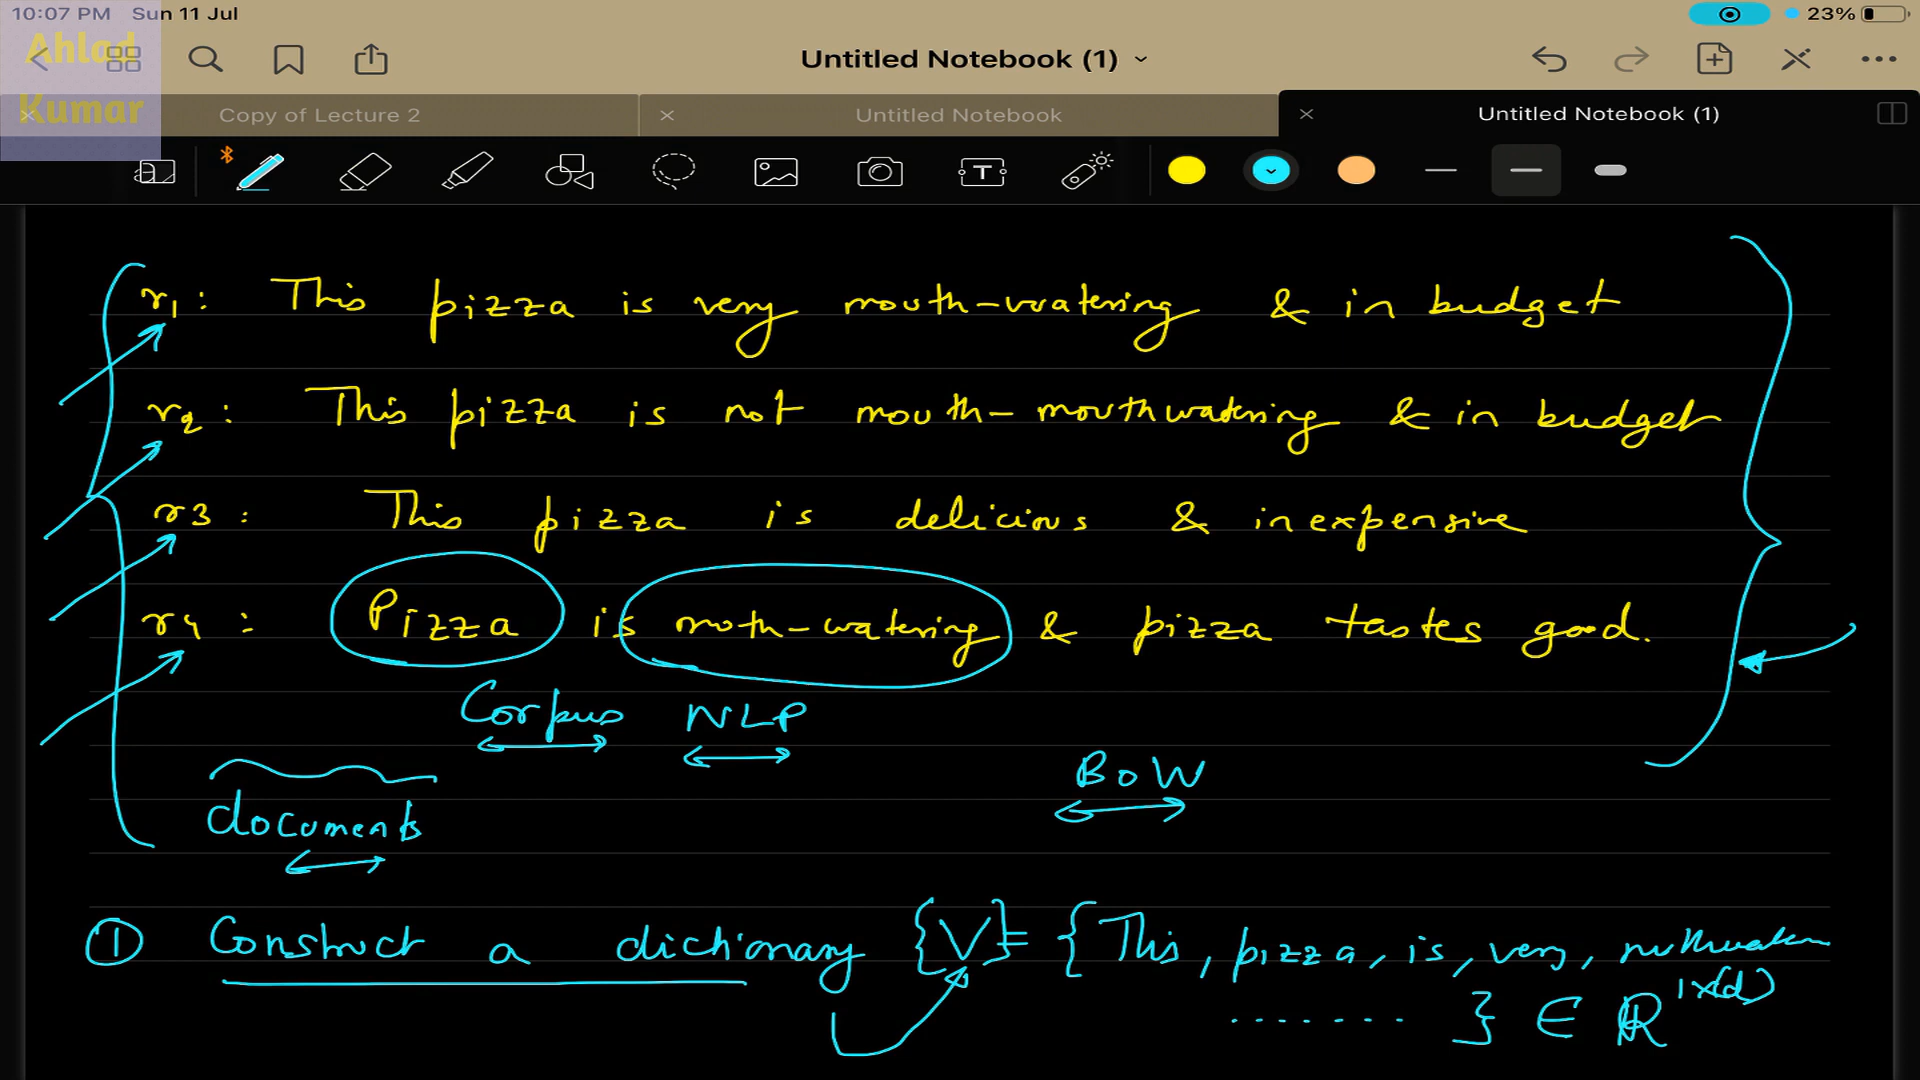 10:07 PM Sun 11 Jul 23%
Ahlad
Kumar
Untitled Notebook (1)
Copy of Lecture 2 Untitled Notebook Untitled Notebook (1)
r1: This pizza is very mouth-watering & in budget
r2: This pizza is not mouth-mouthwatering & in budget
r3: This pizza is delicious & inexpensive
r4: Pizza is moth-watering & pizza tastes good.
Corpus NLP
BoW
documents
① Construct a dictionary {V} = {This, pizza, is, very,
....... } ∈ ℝ 1x(d)